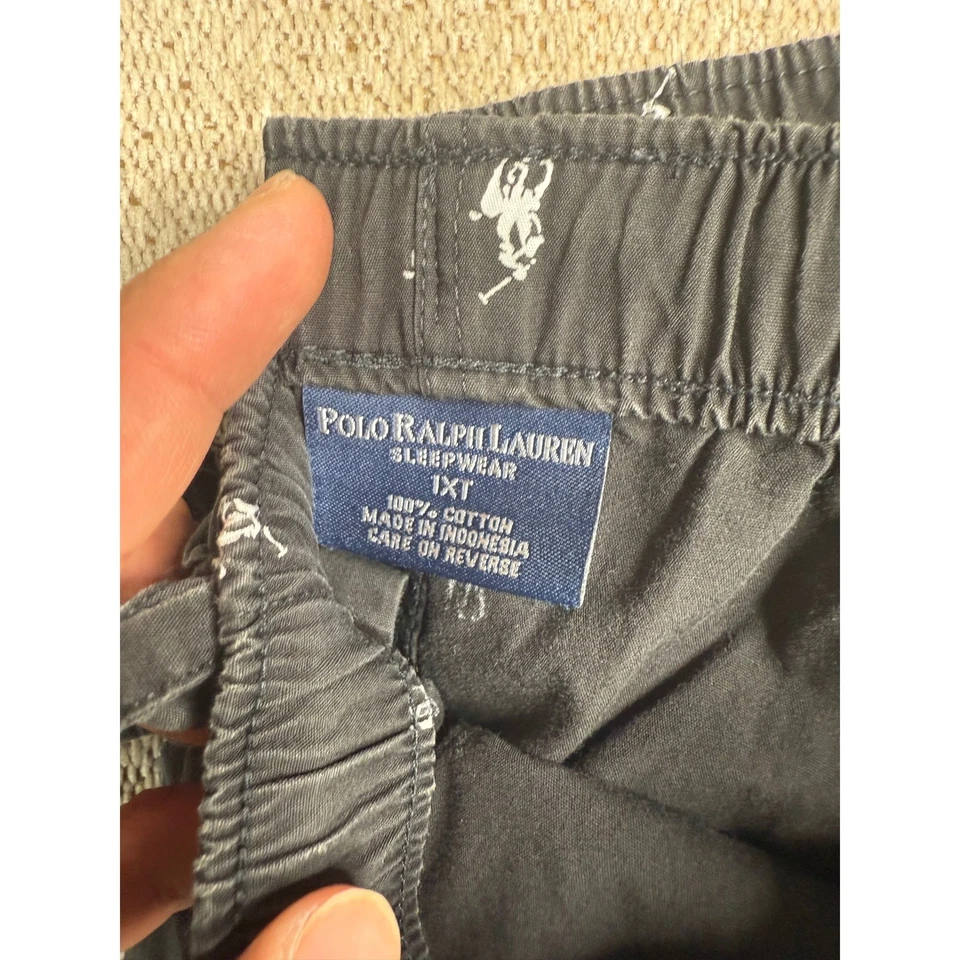 POLO RALPH LAUREN
SLEEPWEAR
1XT
100% COTTON
MADE IN INDONESIA
CARE ON REVERSE